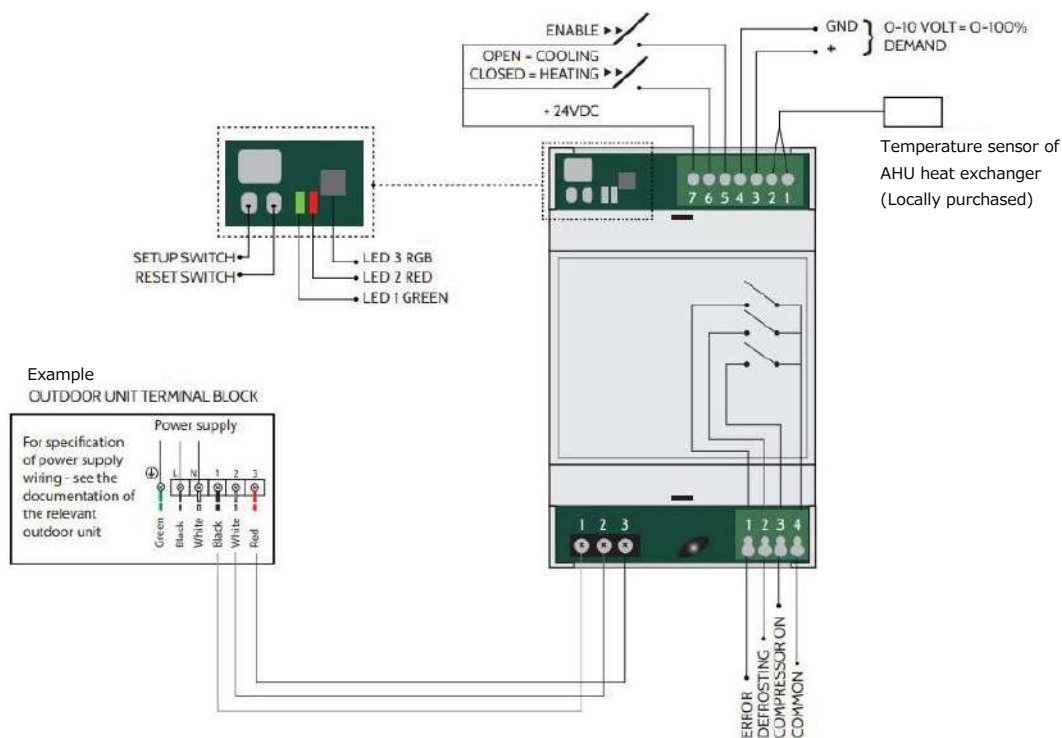 ENABLE
OPEN = COOLING
CLOSED = HEATING
+ 24VDC
GND
+
0-10 VOLT = 0-100%
DEMAND
Temperature sensor of
AHU heat exchanger
(Locally purchased)
7 6 5 4 3 2 1
SETUP SWITCH
RESET SWITCH
LED 3 RGB
LED 2 RED
LED 1 GREEN
Example
OUTDOOR UNIT TERMINAL BLOCK
For specification
of power supply
wiring - see the
documentation of
the relevant
outdoor unit
Power supply
L N 1 2 3
Green
Black
White
Black
White
Red
1 2 3
1 2 3 4
ERROR
DEFROSTING
COMPRESSOR ON
COMMON